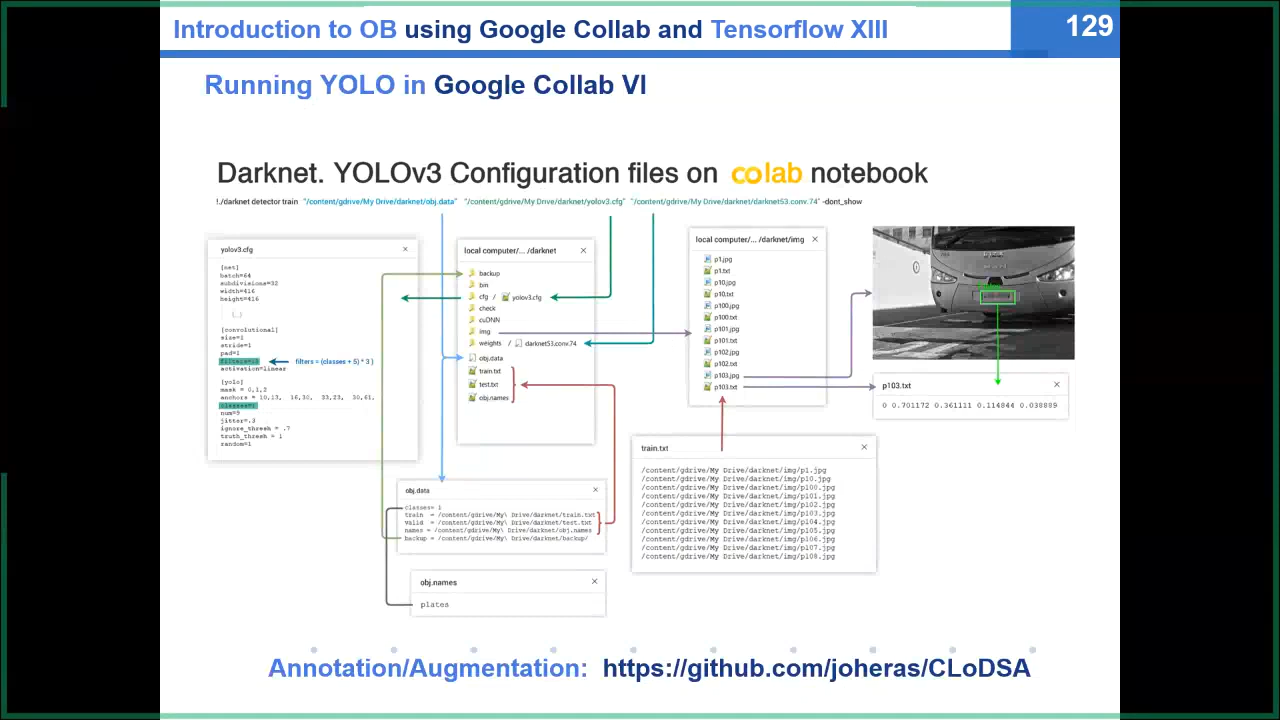 Introduction to OB using Google Collab and Tensorflow XIII
129
Running YOLO in Google Collab VI
Darknet. YOLOv3 Configuration files on colab notebook
!./darknet detector train "/content/gdrive/My Drive/darknet/obj.data" "/content/gdrive/My Drive/darknet/yolov3.cfg" "/content/gdrive/My Drive/darknet/darknet53.conv.74" -dont_show
yolov3.cfg
[net]
batch=64
subdivisions=32
width=416
height=416
(…)
[convolutional]
size=1
stride=1
pad=1
filters = (classes + 5) * 3 )
activation=linear
[yolo]
mask = 0,1,2
anchors = 10,13, 16,30, 33,23, 30,61,
classes=1
num=9
jitter=.3
ignore_thresh = .7
truth_thresh = 1
random=1
local computer/... /darknet
backup
bin
cfg / yolov3.cfg
check
cuDNN
img
weights / darknet53.conv.74
obj.data
train.txt
test.txt
obj.names
local computer/... /darknet/img
p1.jpg
p1.txt
p10.jpg
p10.txt
p100.jpg
p100.txt
p101.jpg
p101.txt
p102.jpg
p102.txt
p103.jpg
p103.txt
p103.txt
0 0.701172 0.361111 0.114844 0.038889
train.txt
/content/gdrive/My Drive/darknet/img/p1.jpg
/content/gdrive/My Drive/darknet/img/p10.jpg
/content/gdrive/My Drive/darknet/img/p100.jpg
/content/gdrive/My Drive/darknet/img/p101.jpg
/content/gdrive/My Drive/darknet/img/p102.jpg
/content/gdrive/My Drive/darknet/img/p103.jpg
/content/gdrive/My Drive/darknet/img/p104.jpg
/content/gdrive/My Drive/darknet/img/p105.jpg
/content/gdrive/My Drive/darknet/img/p106.jpg
/content/gdrive/My Drive/darknet/img/p107.jpg
/content/gdrive/My Drive/darknet/img/p108.jpg
obj.data
classes= 1
train = /content/gdrive/My\ Drive/darknet/train.txt
valid = /content/gdrive/My\ Drive/darknet/test.txt
names = /content/gdrive/My\ Drive/darknet/obj.names
backup = /content/gdrive/My\ Drive/darknet/backup/
obj.names
plates
Annotation/Augmentation: https://github.com/joheras/CLoDSA